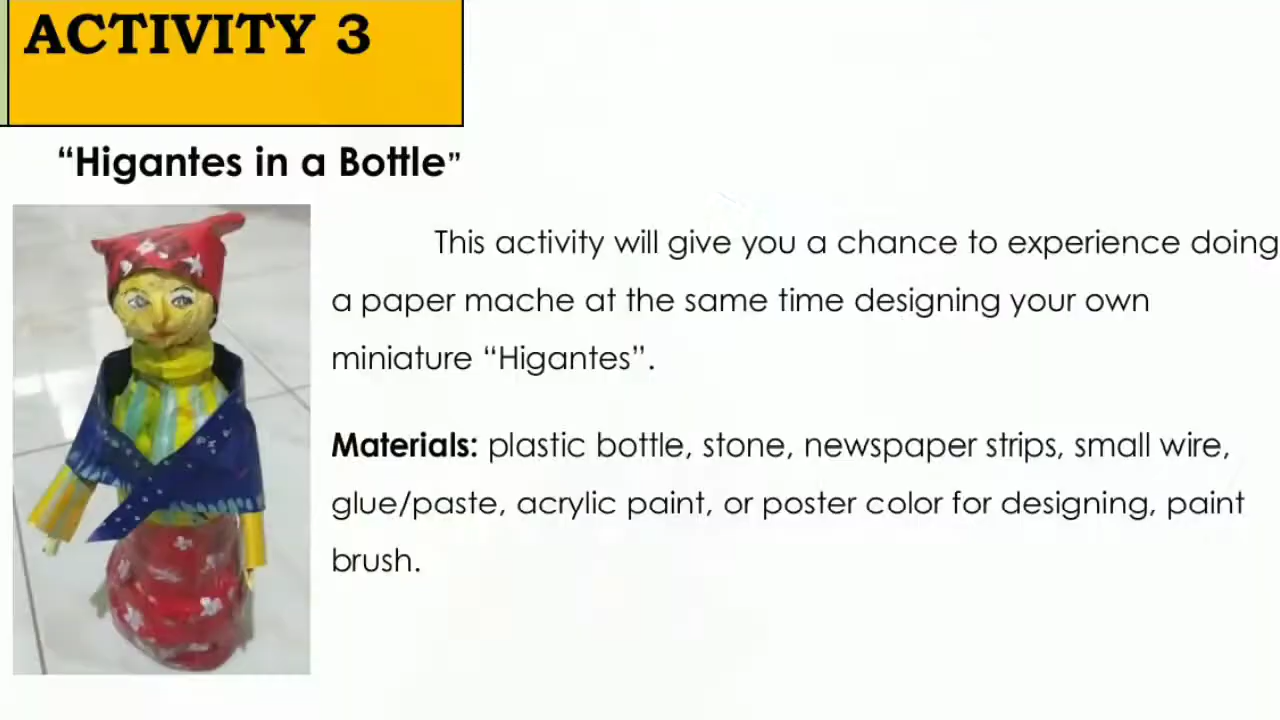 ACTIVITY 3
“Higantes in a Bottle”
This activity will give you a chance to experience doing
a paper mache at the same time designing your own
miniature “Higantes”.
Materials: plastic bottle, stone, newspaper strips, small wire,
glue/paste, acrylic paint, or poster color for designing, paint
brush.